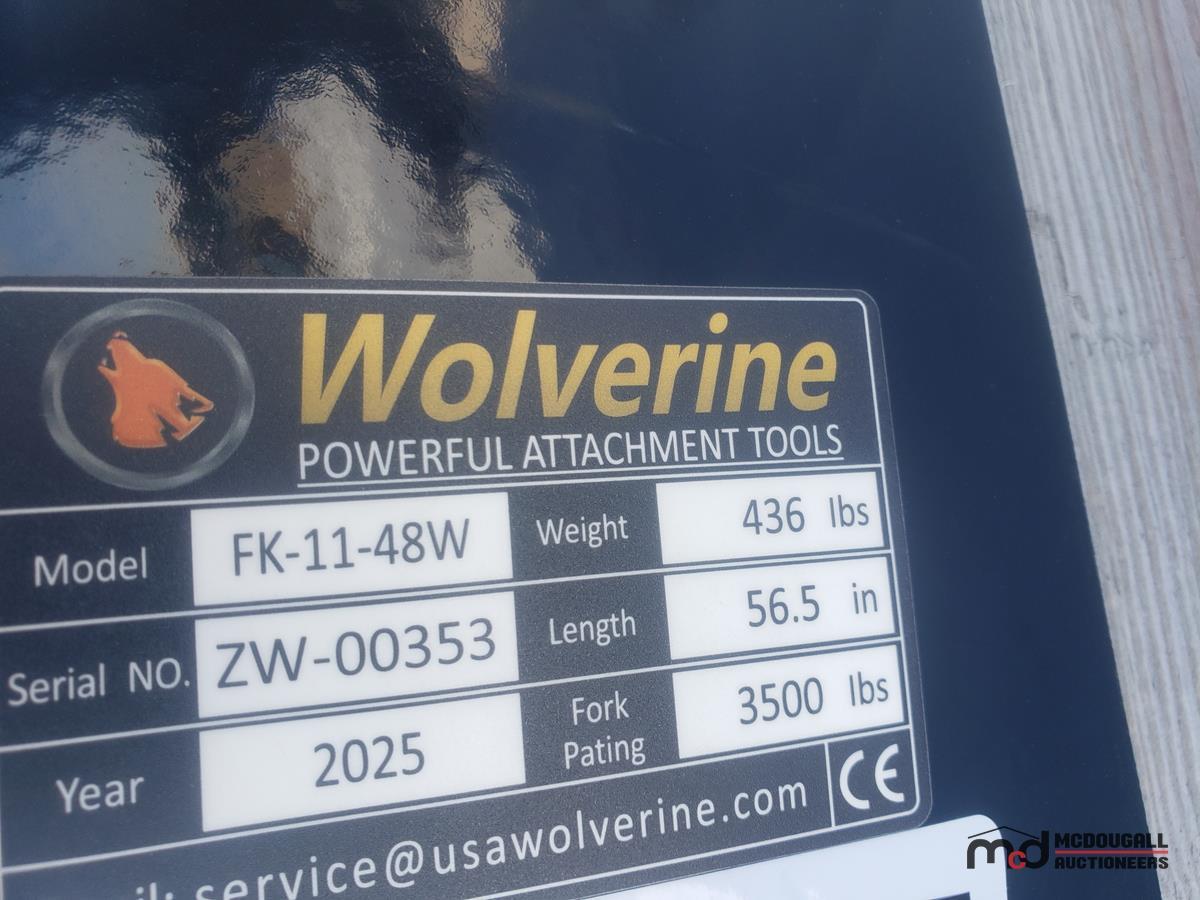 Wolverine
POWERFUL ATTACHMENT TOOLS
Model FK-11-48W Weight 436 lbs
Serial NO. ZW-00353 Length 56.5 in
Year 2025 Fork Pating 3500 lbs
service@usawolverine.com CE
mcd MCDOUGALL
AUCTIONEERS